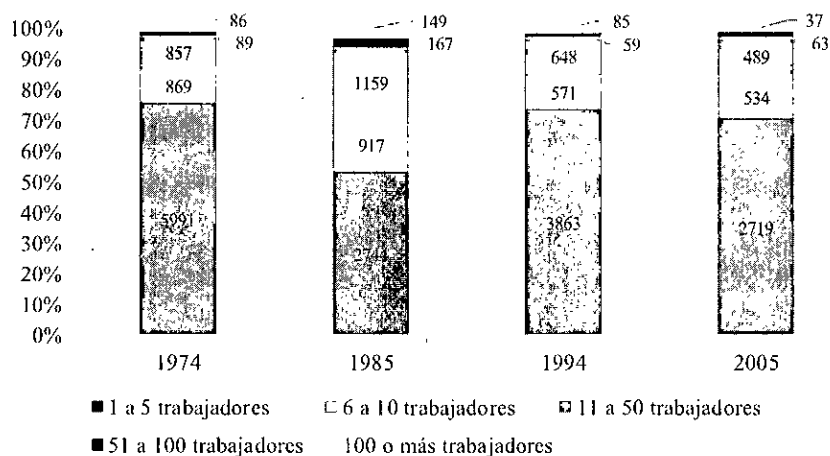 100% 86 149 85 37
90% 857 89 1159 167 648 59 489 63
80% 869 571 534
70% 917
60%
50%
40% 5991 3863 2719
30% 2744
20%
10%
0%
1974 1985 1994 2005
1 a 5 trabajadores 6 a 10 trabajadores 11 a 50 trabajadores
51 a 100 trabajadores 100 o más trabajadores